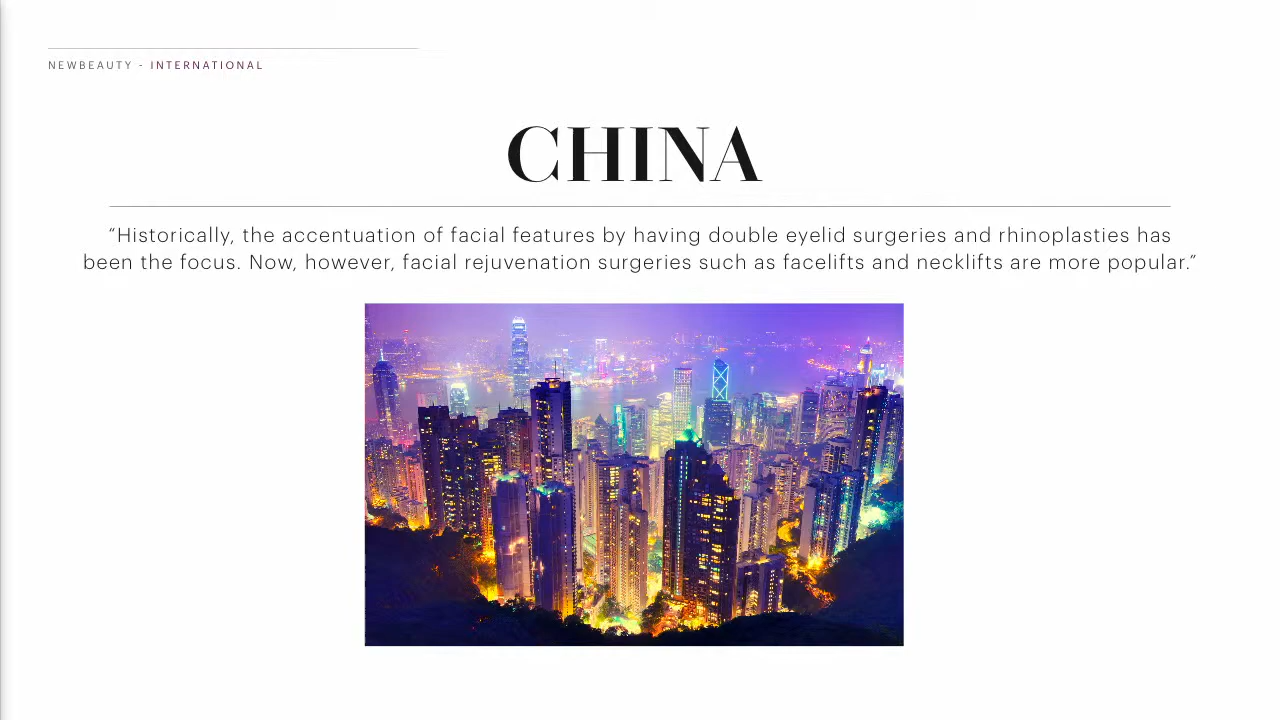 NEWBEAUTY - INTERNATIONAL
CHINA
“Historically, the accentuation of facial features by having double eyelid surgeries and rhinoplasties has
been the focus. Now, however, facial rejuvenation surgeries such as facelifts and necklifts are more popular.”